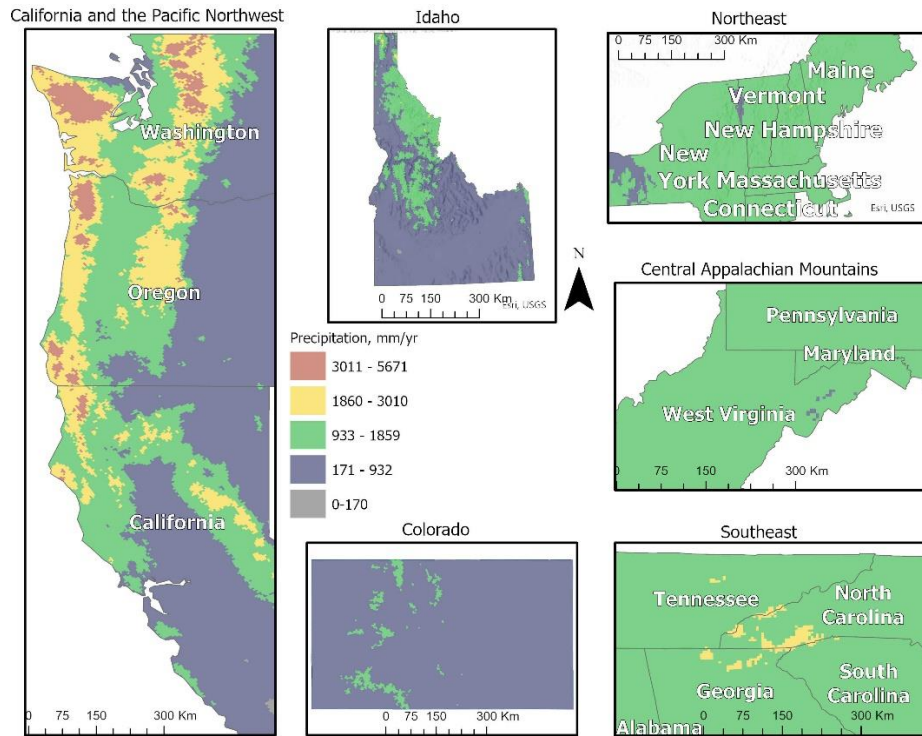 California and the Pacific Northwest
Washington
Oregon
California
0 75 150 300 Km
Idaho
0 75 150 300 Km
Esri, USGS
N
Precipitation, mm/yr
3011 - 5671
1860 - 3010
933 - 1859
171 - 932
0-170
Colorado
0 75 150 300 Km
Northeast
0 75 150 300 Km
Maine
Vermont
New Hampshire
New
York Massachusetts
Connecticut
Esri, USGS
Central Appalachian Mountains
Pennsylvania
Maryland
West Virginia
0 75 150 300 Km
Southeast
Tennessee
North
Carolina
South
Carolina
Georgia
Alabama
0 75 150 300 Km